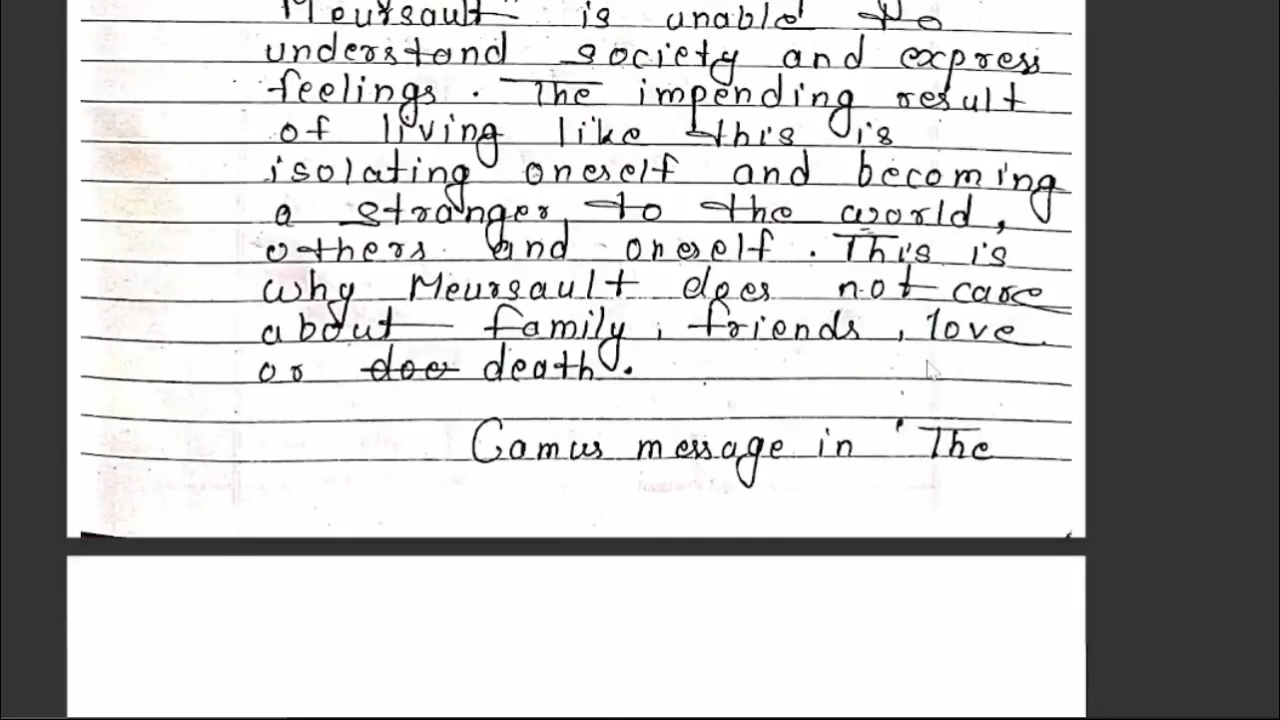 Meursault is unable to
understand society and express
feelings. The impending result
of living like this is
isolating oneself and becoming
a stranger to the world,
others and oneself. This is
why Meursault does not care
about family, friends, love
or doe death.
Camus message in 'The